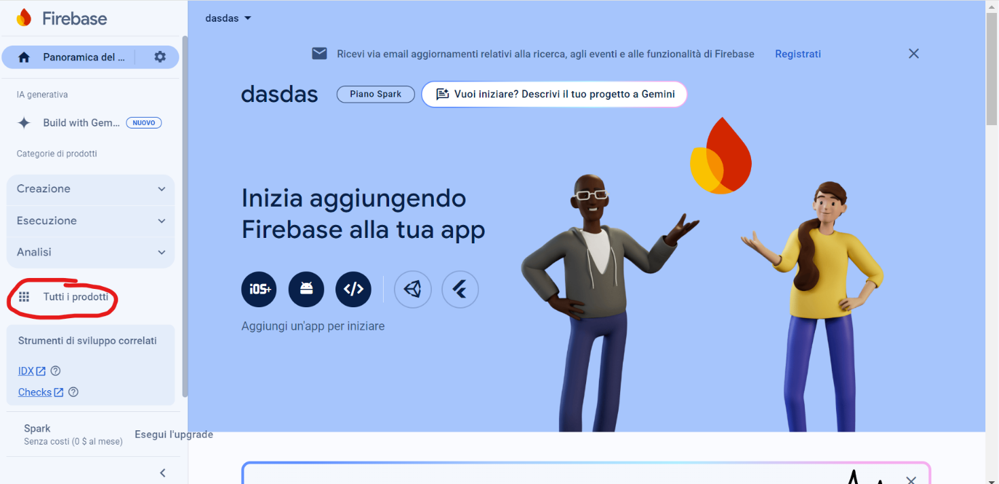 Firebase
dasdas
Panoramica del ...
Ricevi via email aggiornamenti relativi alla ricerca, agli eventi e alle funzionalità di Firebase
Registrati
dasdas
Piano Spark
Vuoi iniziare? Descrivi il tuo progetto a Gemini
IA generativa
Build with Gem...
NUOVO
Categorie di prodotti
Creazione
Esecuzione
Analisi
Tutti i prodotti
Inizia aggiungendo
Firebase alla tua app
iOS+
Aggiungi un'app per iniziare
Strumenti di sviluppo correlati
IDX
Checks
Spark
Senza costi (0 $ al mese)
Esegui l'upgrade